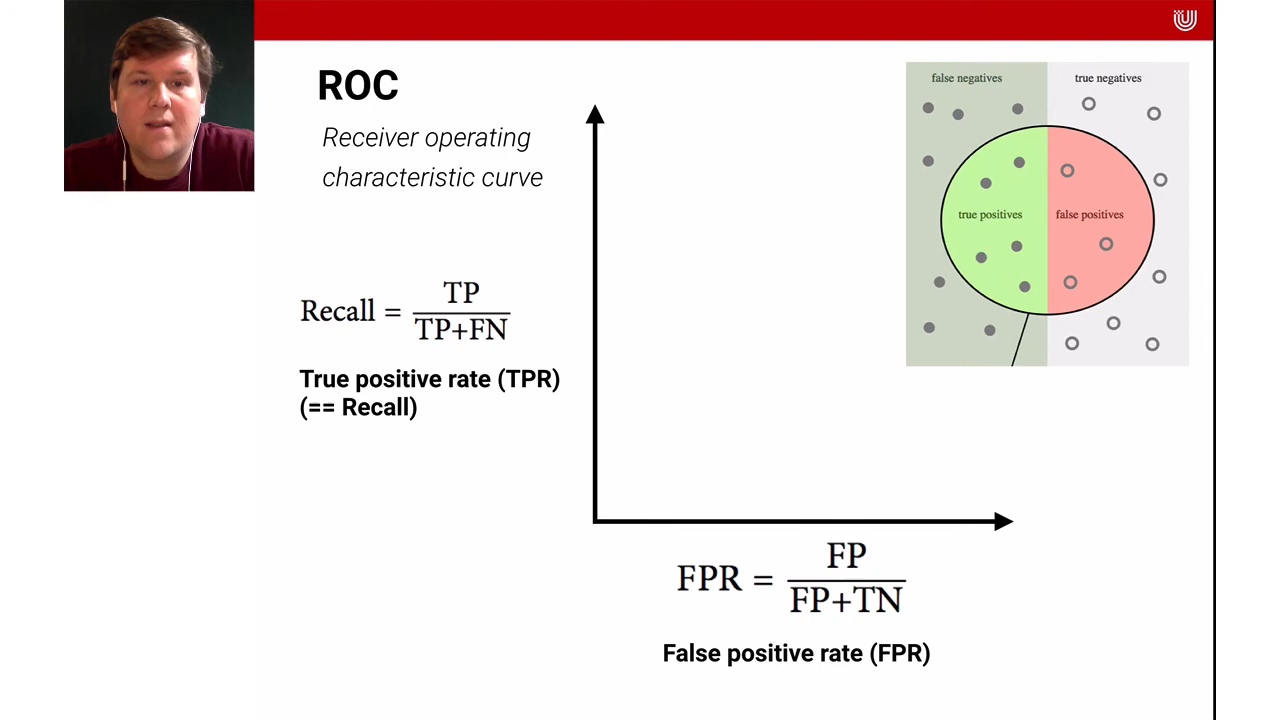 ROC
Receiver operating
characteristic curve
false negatives
true negatives
true positives
false positives
Recall = TP / TP+FN
True positive rate (TPR)
(== Recall)
FPR = FP / FP+TN
False positive rate (FPR)